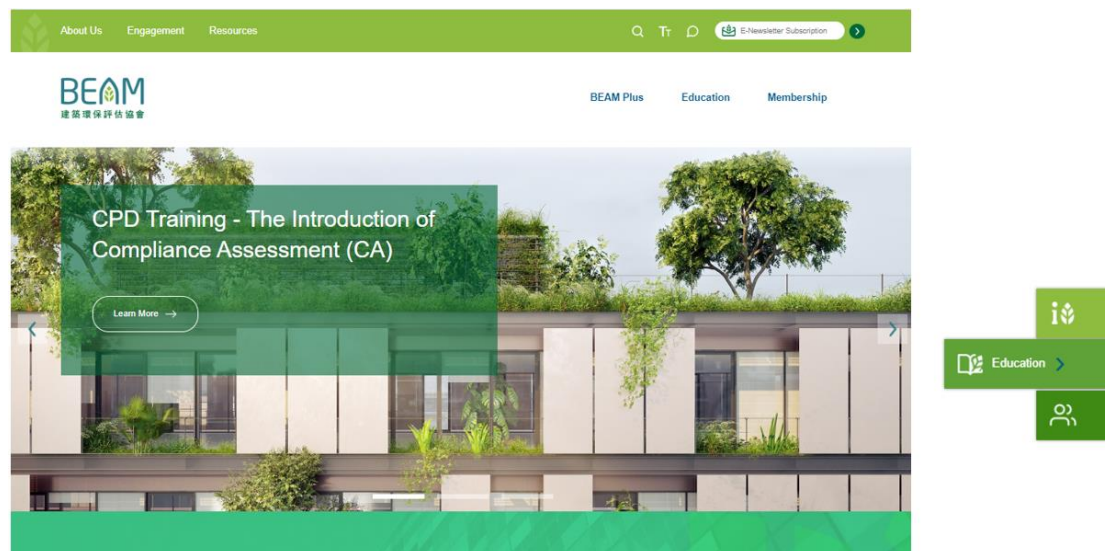 About Us Engagement Resources
E-Newsletter Subscription
BEAM
建築環保評估協會
BEAM Plus Education Membership
CPD Training - The Introduction of
Compliance Assessment (CA)
Learn More →
Education